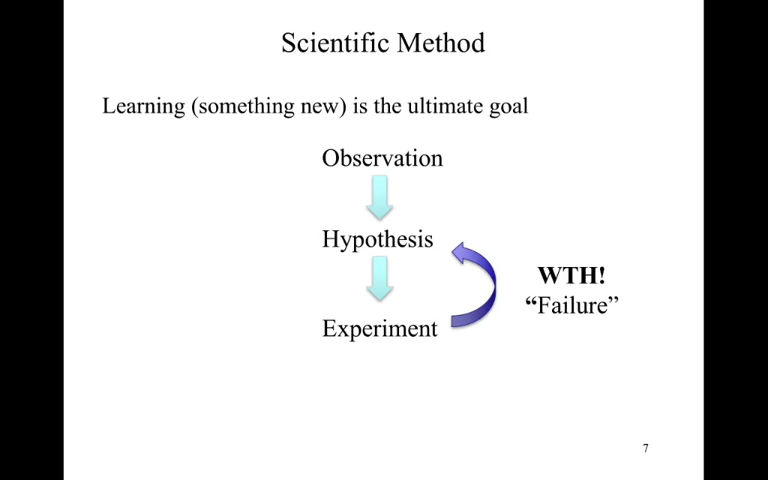 Scientific Method
Learning (something new) is the ultimate goal
Observation
Hypothesis
WTH!
“Failure”
Experiment
7